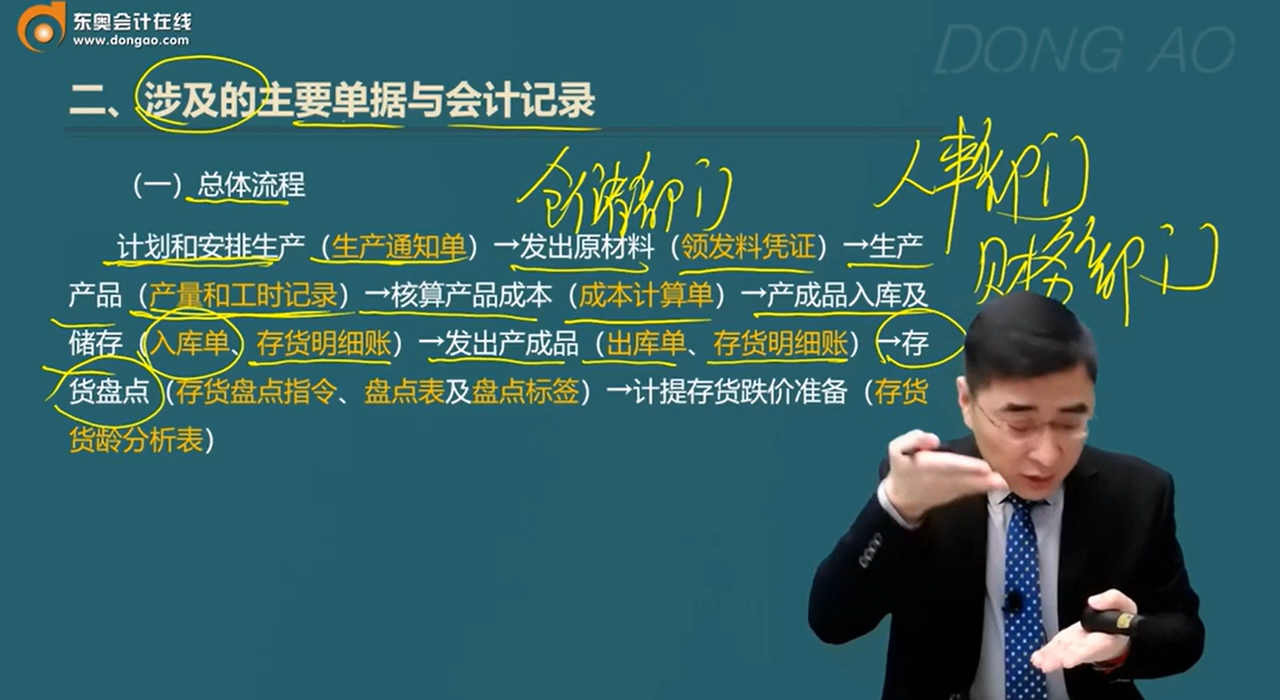 东奥会计在线
www.dongao.com
DONG AO
二、涉及的主要单据与会计记录
（一）总体流程
仓储部门
人事部门
财务部门
计划和安排生产（生产通知单）→发出原材料（领发料凭证）→生产
产品（产量和工时记录）→核算产品成本（成本计算单）→产成品入库及
储存（入库单、存货明细账）→发出产成品（出库单、存货明细账）→存
货盘点（存货盘点指令、盘点表及盘点标签）→计提存货跌价准备（存货
货龄分析表）